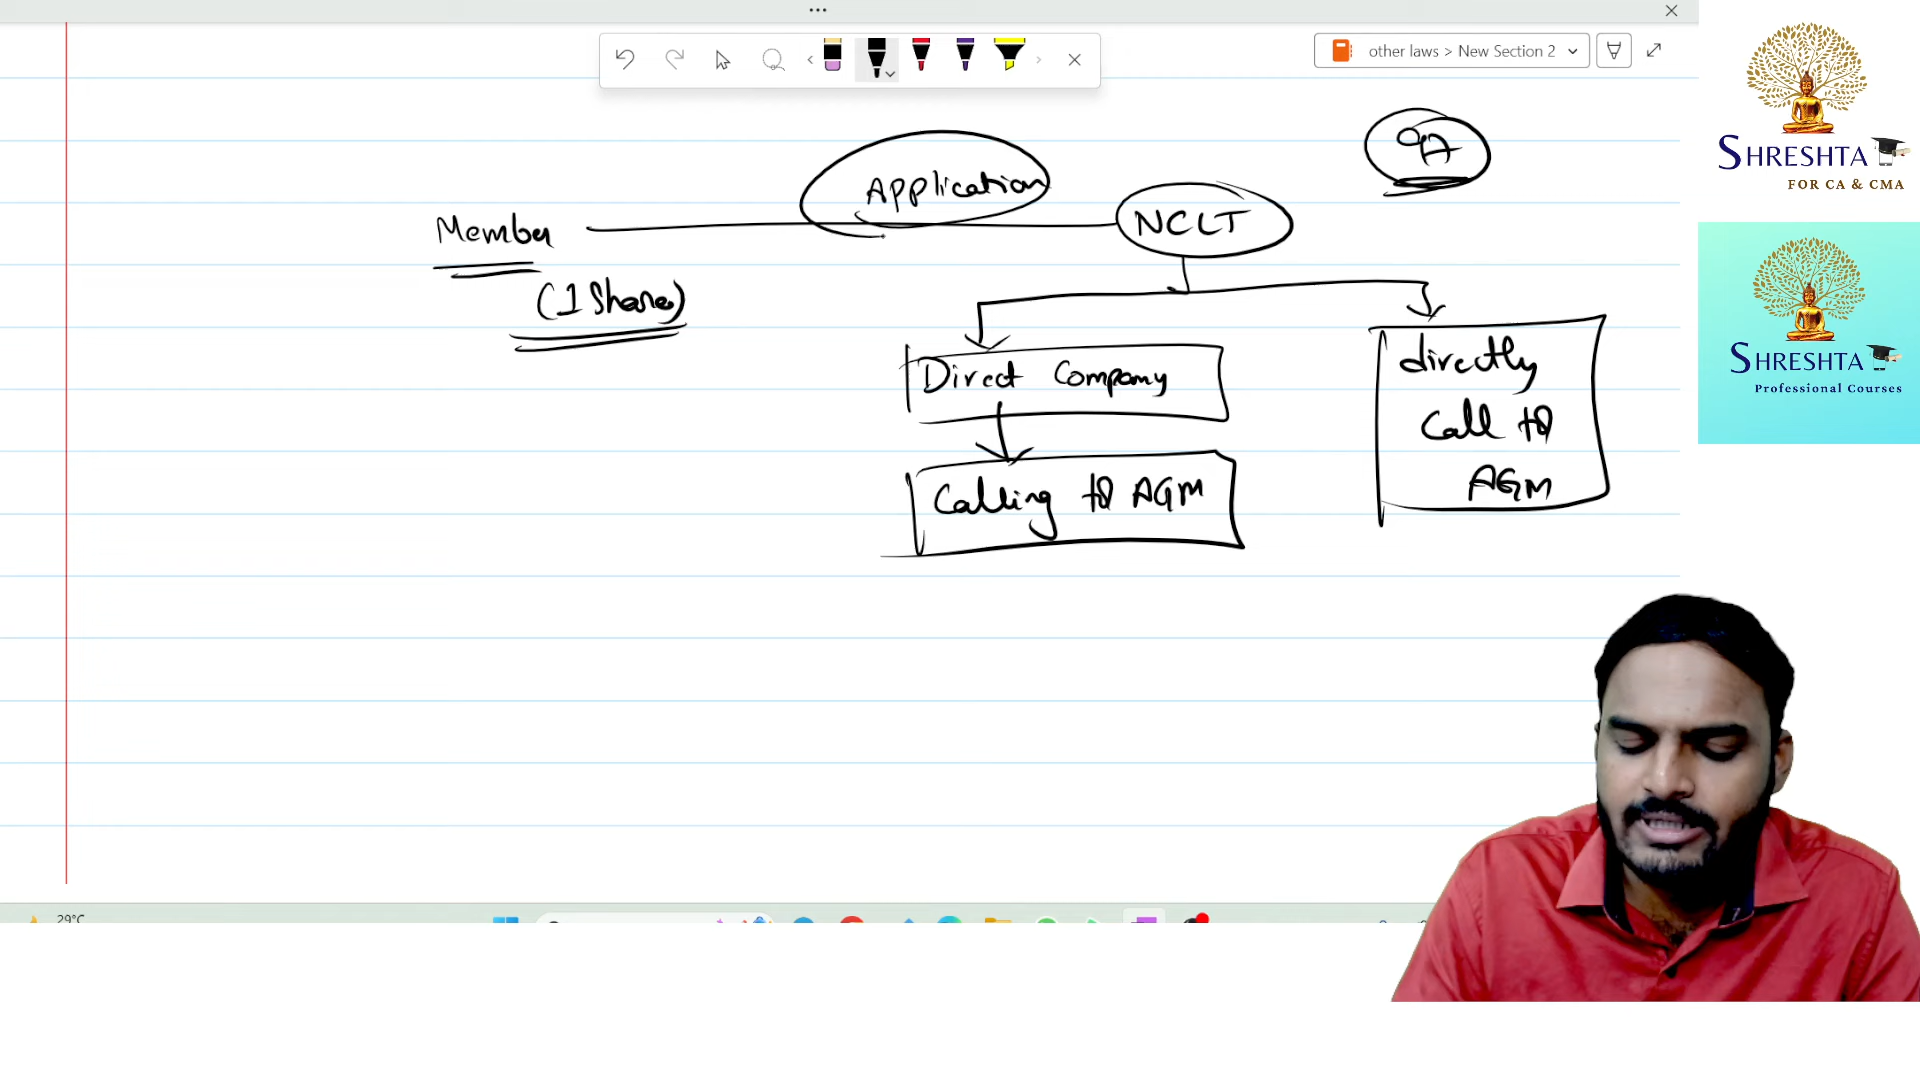 other laws > New Section 2
Application
97
Member
NCLT
(1 Share)
Direct Company
directly
Call to
AGM
Calling to AGM
SHRESHTA
FOR CA & CMA
SHRESHTA
Professional Courses
29°C